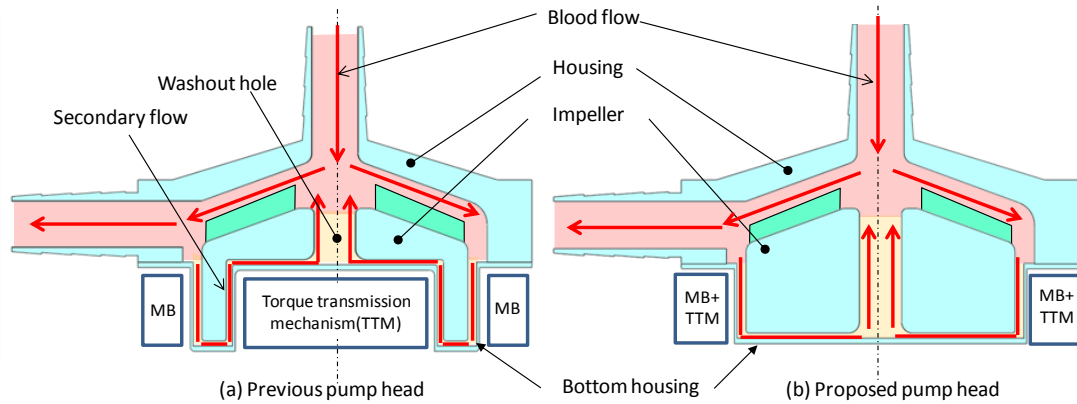 Blood flow
Washout hole
Housing
Secondary flow
Impeller
MB
Torque transmission
mechanism(TTM)
MB
MB+
TTM
MB+
TTM
(a) Previous pump head
Bottom housing
(b) Proposed pump head